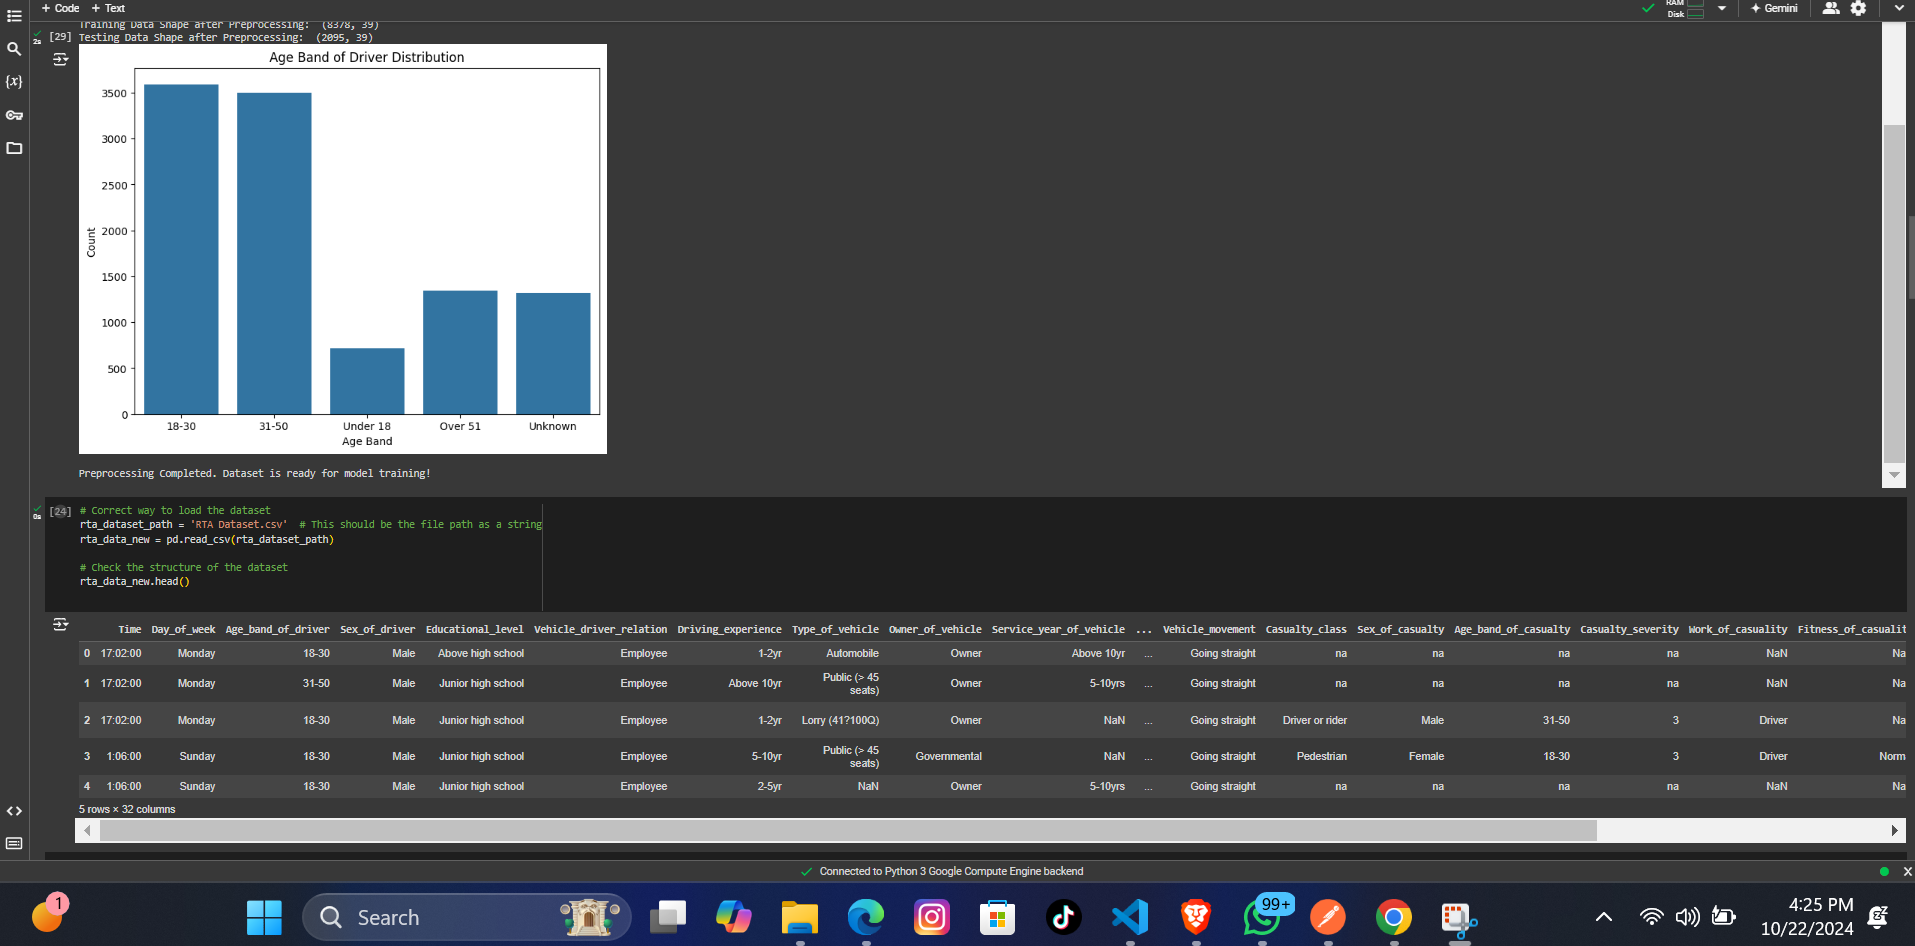 + Code + Text
RAM
Disk
Gemini
Training Data Shape after Preprocessing: (8378, 39)
2s
[29] Testing Data Shape after Preprocessing: (2095, 39)
Age Band of Driver Distribution
3500
3000
2500
2000
1500
1000
500
0
Count
18-30 31-50 Under 18 Over 51 Unknown
Age Band
Preprocessing Completed. Dataset is ready for model training!
0s
[24] # Correct way to load the dataset
rta_dataset_path = 'RTA Dataset.csv' # This should be the file path as a string
rta_data_new = pd.read_csv(rta_dataset_path)
# Check the structure of the dataset
rta_data_new.head()
Time Day_of_week Age_band_of_driver Sex_of_driver Educational_level Vehicle_driver_relation Driving_experience Type_of_vehicle Owner_of_vehicle Service_year_of_vehicle ... Vehicle_movement Casualty_class Sex_of_casualty Age_band_of_casualty Casualty_severity Work_of_casuality Fitness_of_casualit
0 17:02:00 Monday 18-30 Male Above high school Employee 1-2yr Automobile Owner Above 10yr ... Going straight na na na na NaN Na
1 17:02:00 Monday 31-50 Male Junior high school Employee Above 10yr Public (> 45 seats) Owner 5-10yrs ... Going straight na na na na NaN Na
2 17:02:00 Monday 18-30 Male Junior high school Employee 1-2yr Lorry (41?100Q) Owner NaN ... Going straight Driver or rider Male 31-50 3 Driver Na
3 1:06:00 Sunday 18-30 Male Junior high school Employee 5-10yr Public (> 45 seats) Governmental NaN ... Going straight Pedestrian Female 18-30 3 Driver Norm
4 1:06:00 Sunday 18-30 Male Junior high school Employee 2-5yr NaN Owner 5-10yrs ... Going straight na na na na NaN Na
5 rows × 32 columns
Connected to Python 3 Google Compute Engine backend
1
Search
99+
4:25 PM
10/22/2024